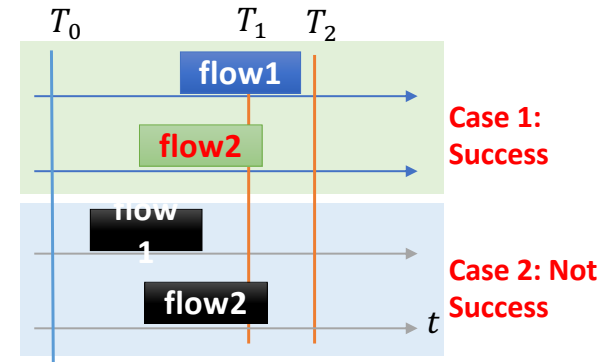 T₀ T₁ T₂
flow1
flow2
Case 1:
Success
flow
1
flow2
Case 2: Not
Success
t